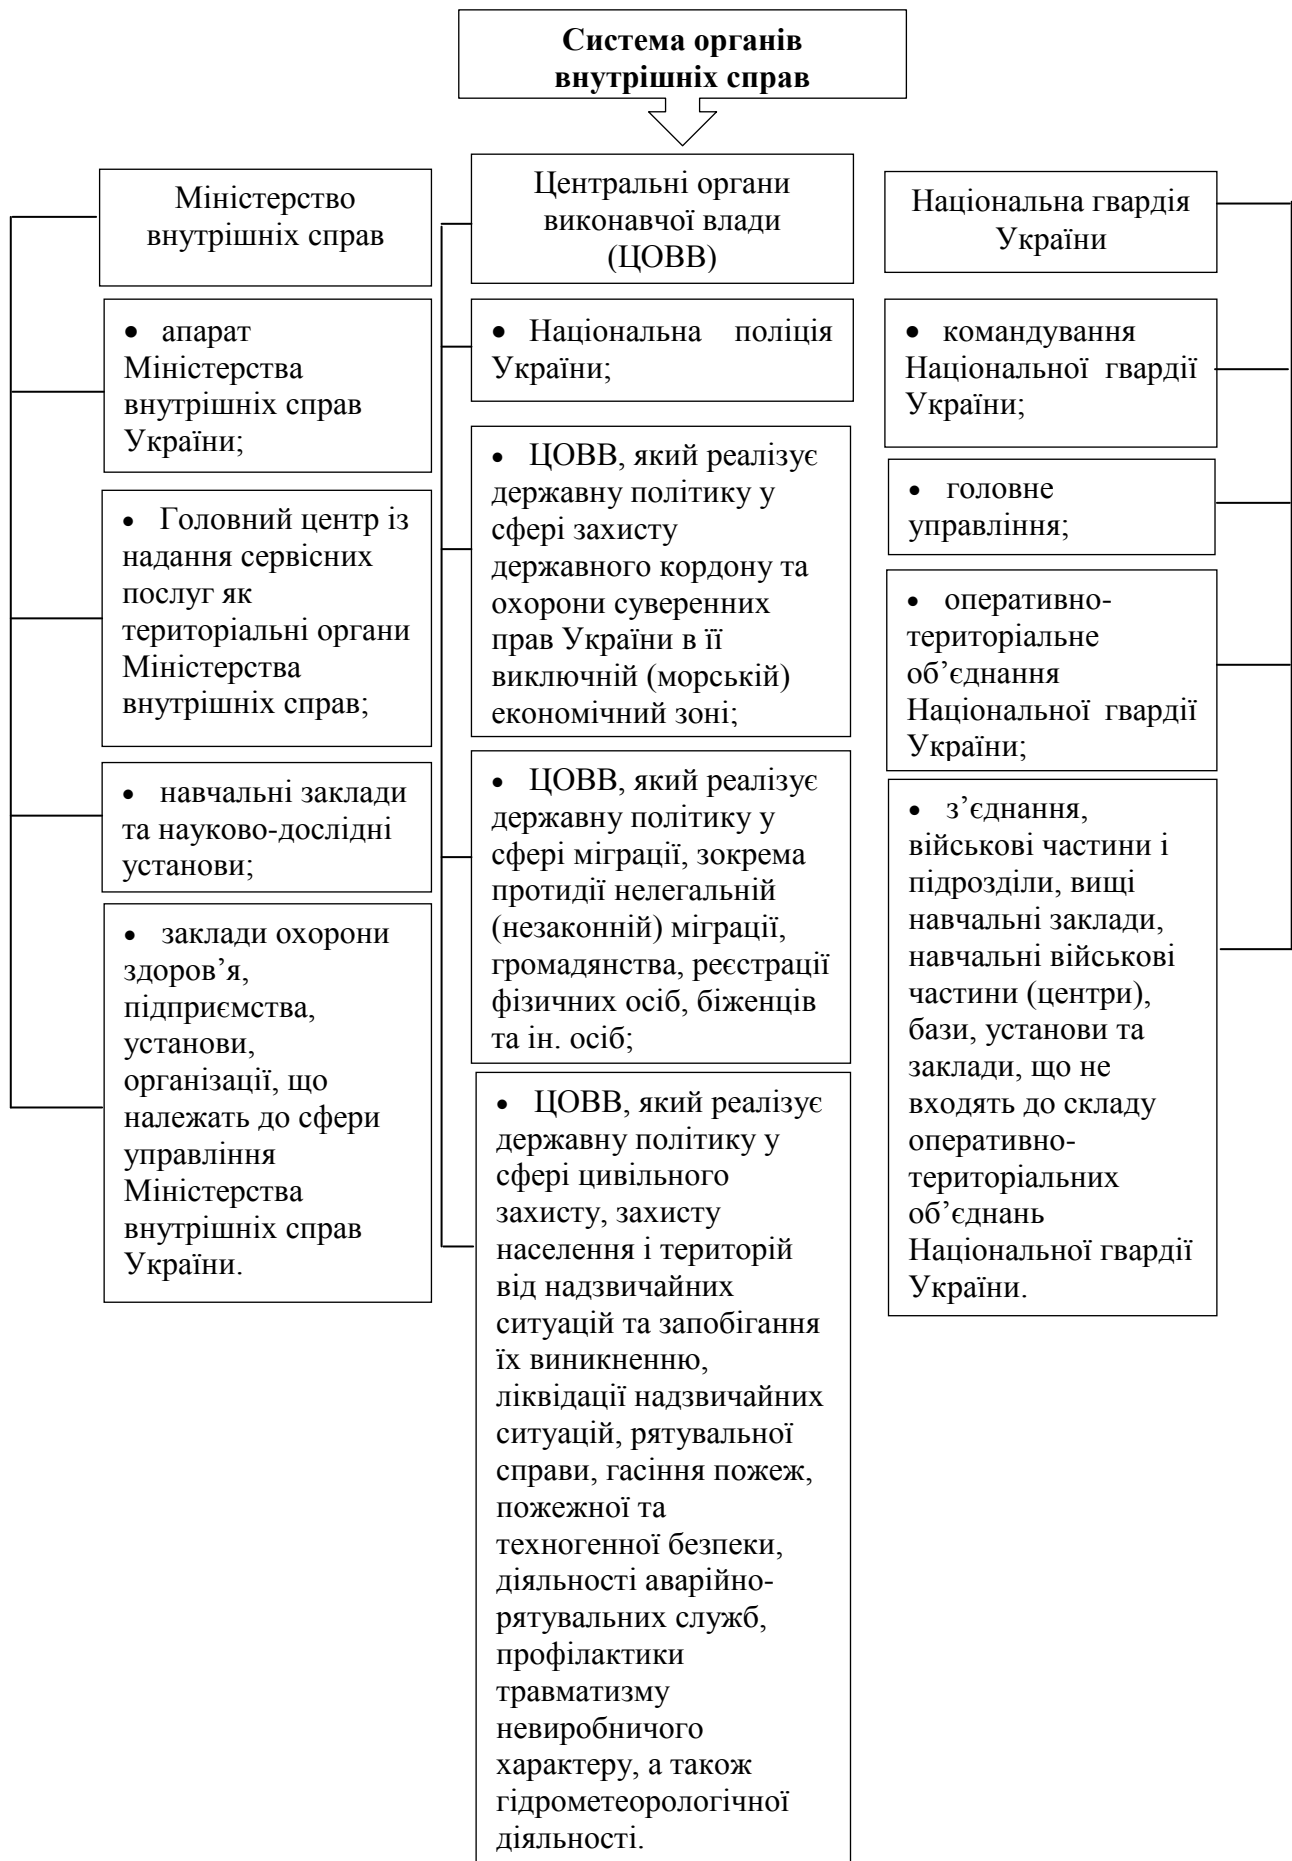 Система органів
внутрішніх справ
Міністерство
внутрішніх справ
• апарат
Міністерства
внутрішніх справ
України;
• Головний центр із
надання сервісних
послуг як
територіальні органи
Міністерства
внутрішніх справ;
• навчальні заклади
та науково-дослідні
установи;
• заклади охорони
здоров’я,
підприємства,
установи,
організації, що
належать до сфери
управління
Міністерства
внутрішніх справ
України.
Центральні органи
виконавчої влади
(ЦОВВ)
• Національна поліція
України;
• ЦОВВ, який реалізує
державну політику у
сфері захисту
державного кордону та
охорони суверенних
прав України в її
виключній (морській)
економічний зоні;
• ЦОВВ, який реалізує
державну політику у
сфері міграції, зокрема
протидії нелегальній
(незаконній) міграції,
громадянства, реєстрації
фізичних осіб, біженців
та ін. осіб;
• ЦОВВ, який реалізує
державну політику у
сфері цивільного
захисту, захисту
населення і територій
від надзвичайних
ситуацій та запобігання
їх виникненню,
ліквідації надзвичайних
ситуацій, рятувальної
справи, гасіння пожеж,
пожежної та
техногенної безпеки,
діяльності аварійно-
рятувальних служб,
профілактики
травматизму
невиробничого
характеру, а також
гідрометеорологічної
діяльності.
Національна гвардія
України
• командування
Національної гвардії
України;
• головне
управління;
• оперативно-
територіальне
об’єднання
Національної гвардії
України;
• з’єднання,
військові частини і
підрозділи, вищі
навчальні заклади,
навчальні військові
частини (центри),
бази, установи та
заклади, що не
входять до складу
оперативно-
територіальних
об’єднань
Національної гвардії
України.